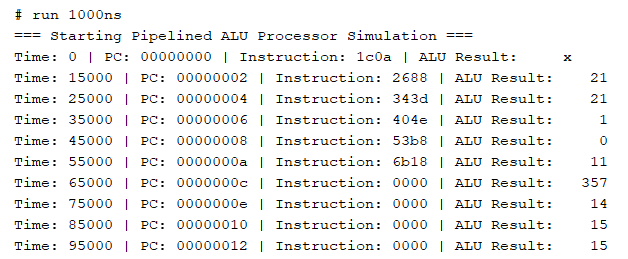 # run 1000ns
=== Starting Pipelined ALU Processor Simulation ===
Time: 0 | PC: 00000000 | Instruction: 1c0a | ALU Result:     x
Time: 15000 | PC: 00000002 | Instruction: 2688 | ALU Result:    21
Time: 25000 | PC: 00000004 | Instruction: 343d | ALU Result:    21
Time: 35000 | PC: 00000006 | Instruction: 404e | ALU Result:     1
Time: 45000 | PC: 00000008 | Instruction: 53b8 | ALU Result:     0
Time: 55000 | PC: 0000000a | Instruction: 6b18 | ALU Result:    11
Time: 65000 | PC: 0000000c | Instruction: 0000 | ALU Result:   357
Time: 75000 | PC: 0000000e | Instruction: 0000 | ALU Result:    14
Time: 85000 | PC: 00000010 | Instruction: 0000 | ALU Result:    15
Time: 95000 | PC: 00000012 | Instruction: 0000 | ALU Result:    15